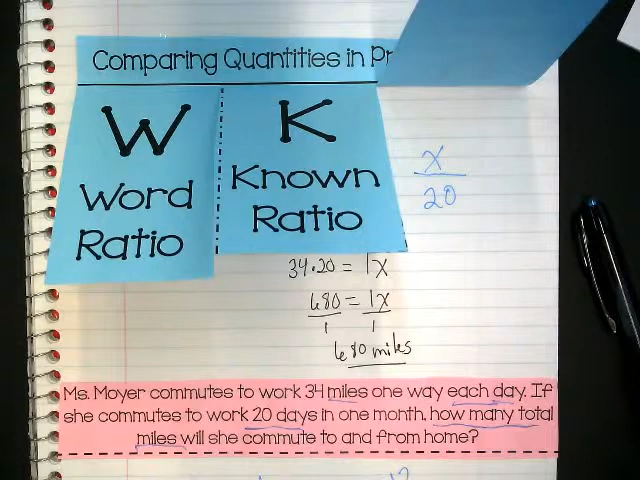 Comparing Quantities in Pr
W
Word
Ratio
K
Known
Ratio
x
20
34·20 = 1x
680 = 1x
1 1
680 miles
Ms. Moyer commutes to work 34 miles one way each day. If
she commutes to work 20 days in one month, how many total
miles will she commute to and from home?